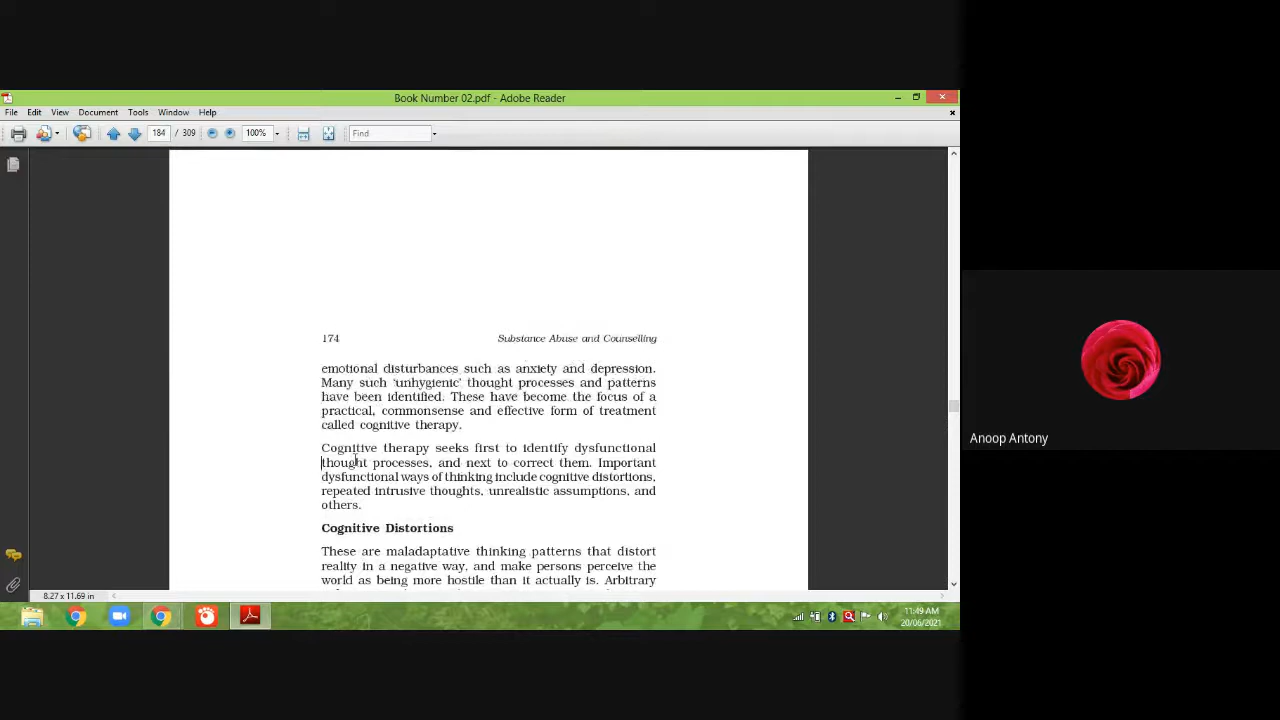 Book Number 02.pdf - Adobe Reader
File Edit View Document Tools Window Help
184 / 309 100% Find
174 Substance Abuse and Counselling
emotional disturbances such as anxiety and depression.
Many such 'unhygienic' thought processes and patterns
have been identified. These have become the focus of a
practical, commonsense and effective form of treatment
called cognitive therapy.
Cognitive therapy seeks first to identify dysfunctional
thought processes, and next to correct them. Important
dysfunctional ways of thinking include cognitive distortions,
repeated intrusive thoughts, unrealistic assumptions, and
others.
Cognitive Distortions
These are maladaptative thinking patterns that distort
reality in a negative way, and make persons perceive the
world as being more hostile than it actually is. Arbitrary
Anoop Antony
8.27 x 11.69 in
11:49 AM
20/06/2021